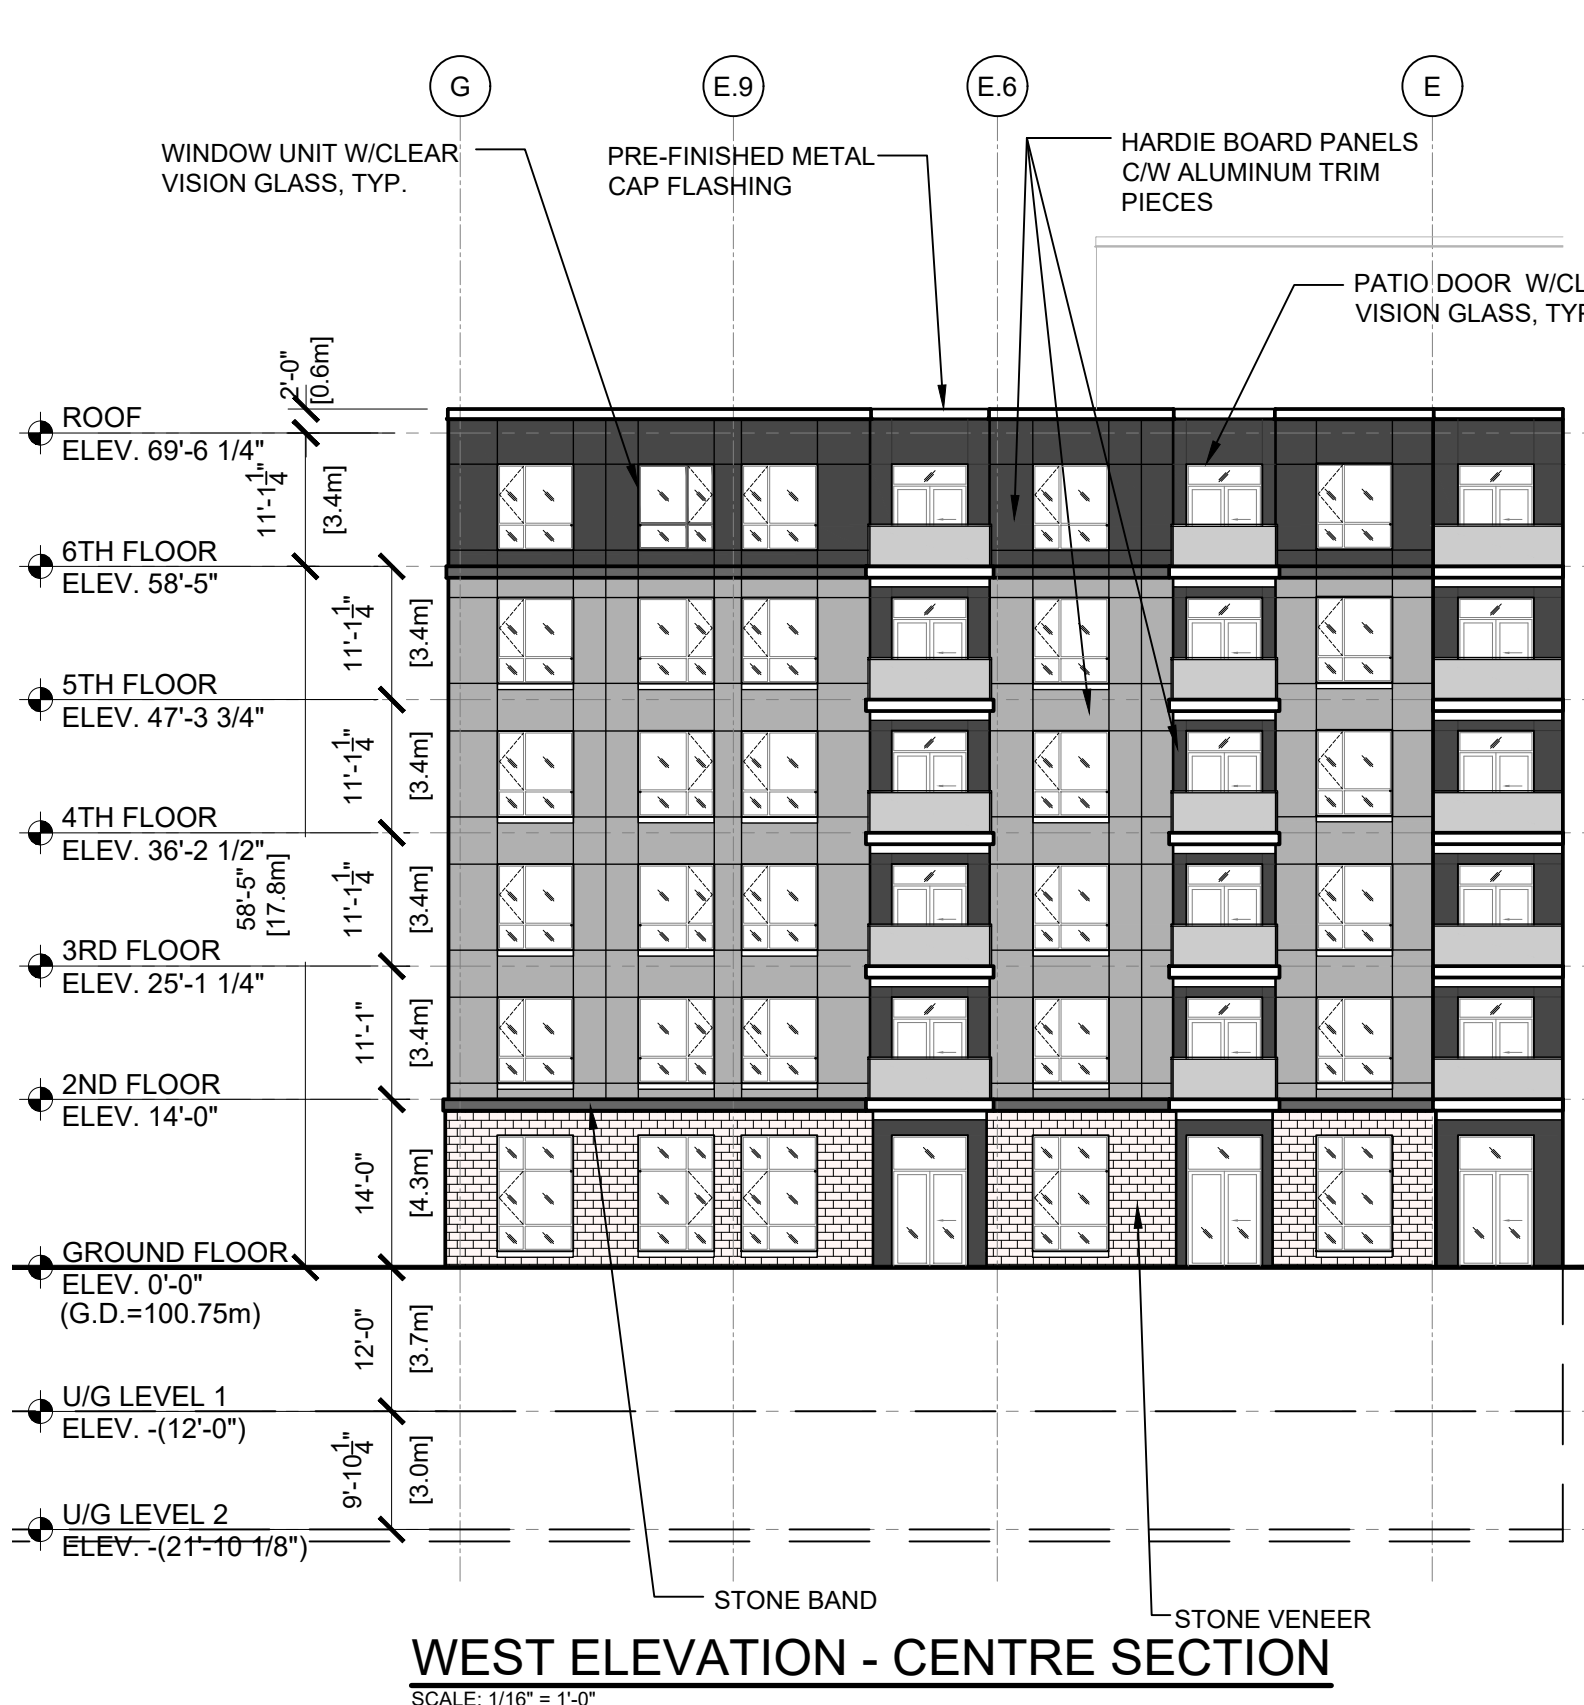 G
E.9
E.6
E
WINDOW UNIT W/CLEAR
VISION GLASS, TYP.
PRE-FINISHED METAL
CAP FLASHING
HARDIE BOARD PANELS
C/W ALUMINUM TRIM
PIECES
PATIO DOOR W/CL
VISION GLASS, TYP
2'-0"
[0.6m]
ROOF
ELEV. 69'-6 1/4"
11'-1 1/4"
[3.4m]
6TH FLOOR
ELEV. 58'-5"
11'-1 1/4"
[3.4m]
5TH FLOOR
ELEV. 47'-3 3/4"
11'-1 1/4"
[3.4m]
4TH FLOOR
ELEV. 36'-2 1/2"
58'-5"
[17.8m]
11'-1 1/4"
[3.4m]
3RD FLOOR
ELEV. 25'-1 1/4"
11'-1"
[3.4m]
2ND FLOOR
ELEV. 14'-0"
14'-0"
[4.3m]
GROUND FLOOR
ELEV. 0'-0"
(G.D.=100.75m)
12'-0"
[3.7m]
U/G LEVEL 1
ELEV. -(12'-0")
9'-10 1/4"
[3.0m]
U/G LEVEL 2
ELEV. -(21'-10 1/8")
STONE BAND
STONE VENEER
WEST ELEVATION - CENTRE SECTION
SCALE: 1/16" = 1'-0"